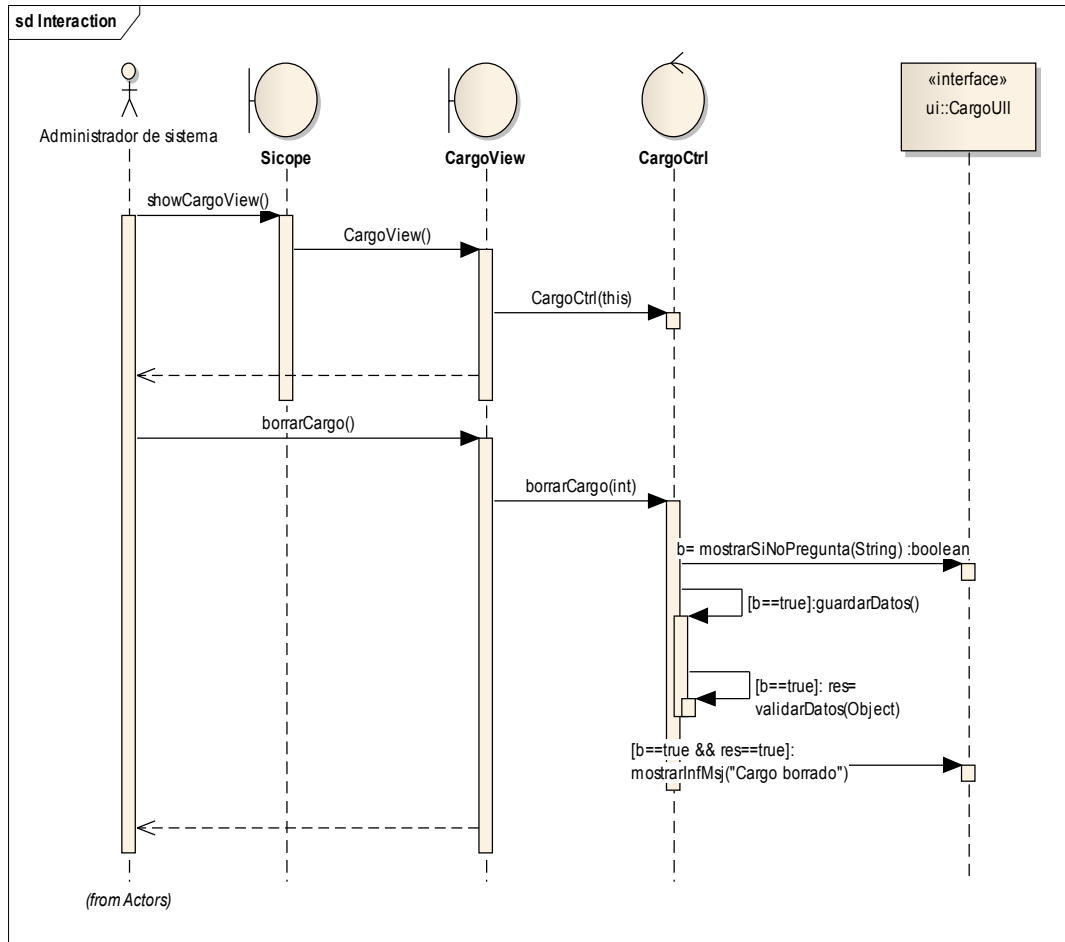 sd Interaction
Administrador de sistema
Sicope
CargoView
CargoCtrl
«interface»
ui::CargoUII
showCargoView()
CargoView()
CargoCtrl(this)
borrarCargo()
borrarCargo(int)
b= mostrarSiNoPregunta(String) :boolean
[b==true]:guardarDatos()
[b==true]: res=
validarDatos(Object)
[b==true && res==true]:
mostrarInfMsj("Cargo borrado")
(from Actors)